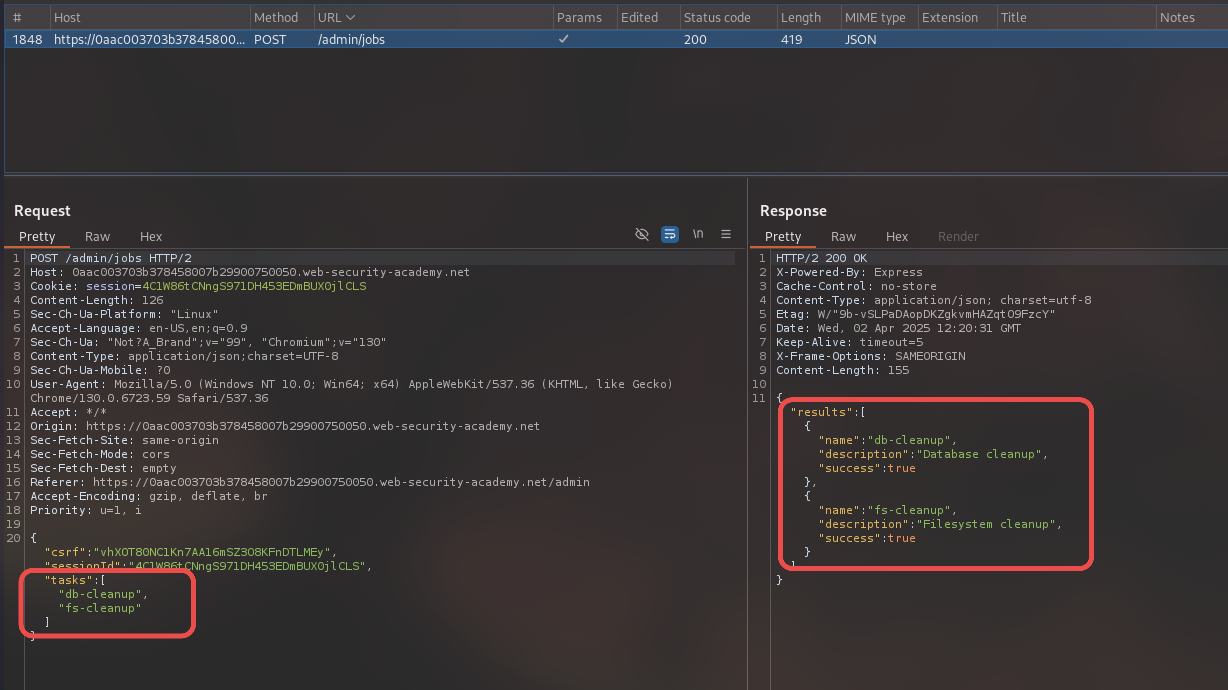 # Host Method URL Params Edited Status code Length MIME type Extension Title Notes
1848 https://0aac003703b37845800... POST /admin/jobs ✓ 200 419 JSON
Request
Pretty Raw Hex
\n
1 POST /admin/jobs HTTP/2
2 Host: 0aac003703b378458007b29900750050.web-security-academy.net
3 Cookie: session=4C1W86tCNngS971DH453EDmBUX0jlCLS
4 Content-Length: 126
5 Sec-Ch-Ua-Platform: "Linux"
6 Accept-Language: en-US,en;q=0.9
7 Sec-Ch-Ua: "Not?A_Brand";v="99", "Chromium";v="130"
8 Content-Type: application/json;charset=UTF-8
9 Sec-Ch-Ua-Mobile: ?0
10 User-Agent: Mozilla/5.0 (Windows NT 10.0; Win64; x64) AppleWebKit/537.36 (KHTML, like Gecko)
Chrome/130.0.6723.59 Safari/537.36
11 Accept: */*
12 Origin: https://0aac003703b378458007b29900750050.web-security-academy.net
13 Sec-Fetch-Site: same-origin
14 Sec-Fetch-Mode: cors
15 Sec-Fetch-Dest: empty
16 Referer: https://0aac003703b378458007b29900750050.web-security-academy.net/admin
17 Accept-Encoding: gzip, deflate, br
18 Priority: u=1, i
19
20 {
"csrf":"vhXOT80NC1Kn7AA16mSZ3O8KFnDTLMEy",
"sessionId":"4C1W86tCNngS971DH453EDmBUX0jlCLS",
"tasks":[
"db-cleanup",
"fs-cleanup"
]
}
Response
Pretty Raw Hex Render
1 HTTP/2 200 OK
2 X-Powered-By: Express
3 Cache-Control: no-store
4 Content-Type: application/json; charset=utf-8
5 Etag: W/"9b-vSLPaDAopDKZgkvmHAZqtO9FzcY"
6 Date: Wed, 02 Apr 2025 12:20:31 GMT
7 Keep-Alive: timeout=5
8 X-Frame-Options: SAMEORIGIN
9 Content-Length: 155
10
11 {
"results":[
{
"name":"db-cleanup",
"description":"Database cleanup",
"success":true
},
{
"name":"fs-cleanup",
"description":"Filesystem cleanup",
"success":true
}
]
}